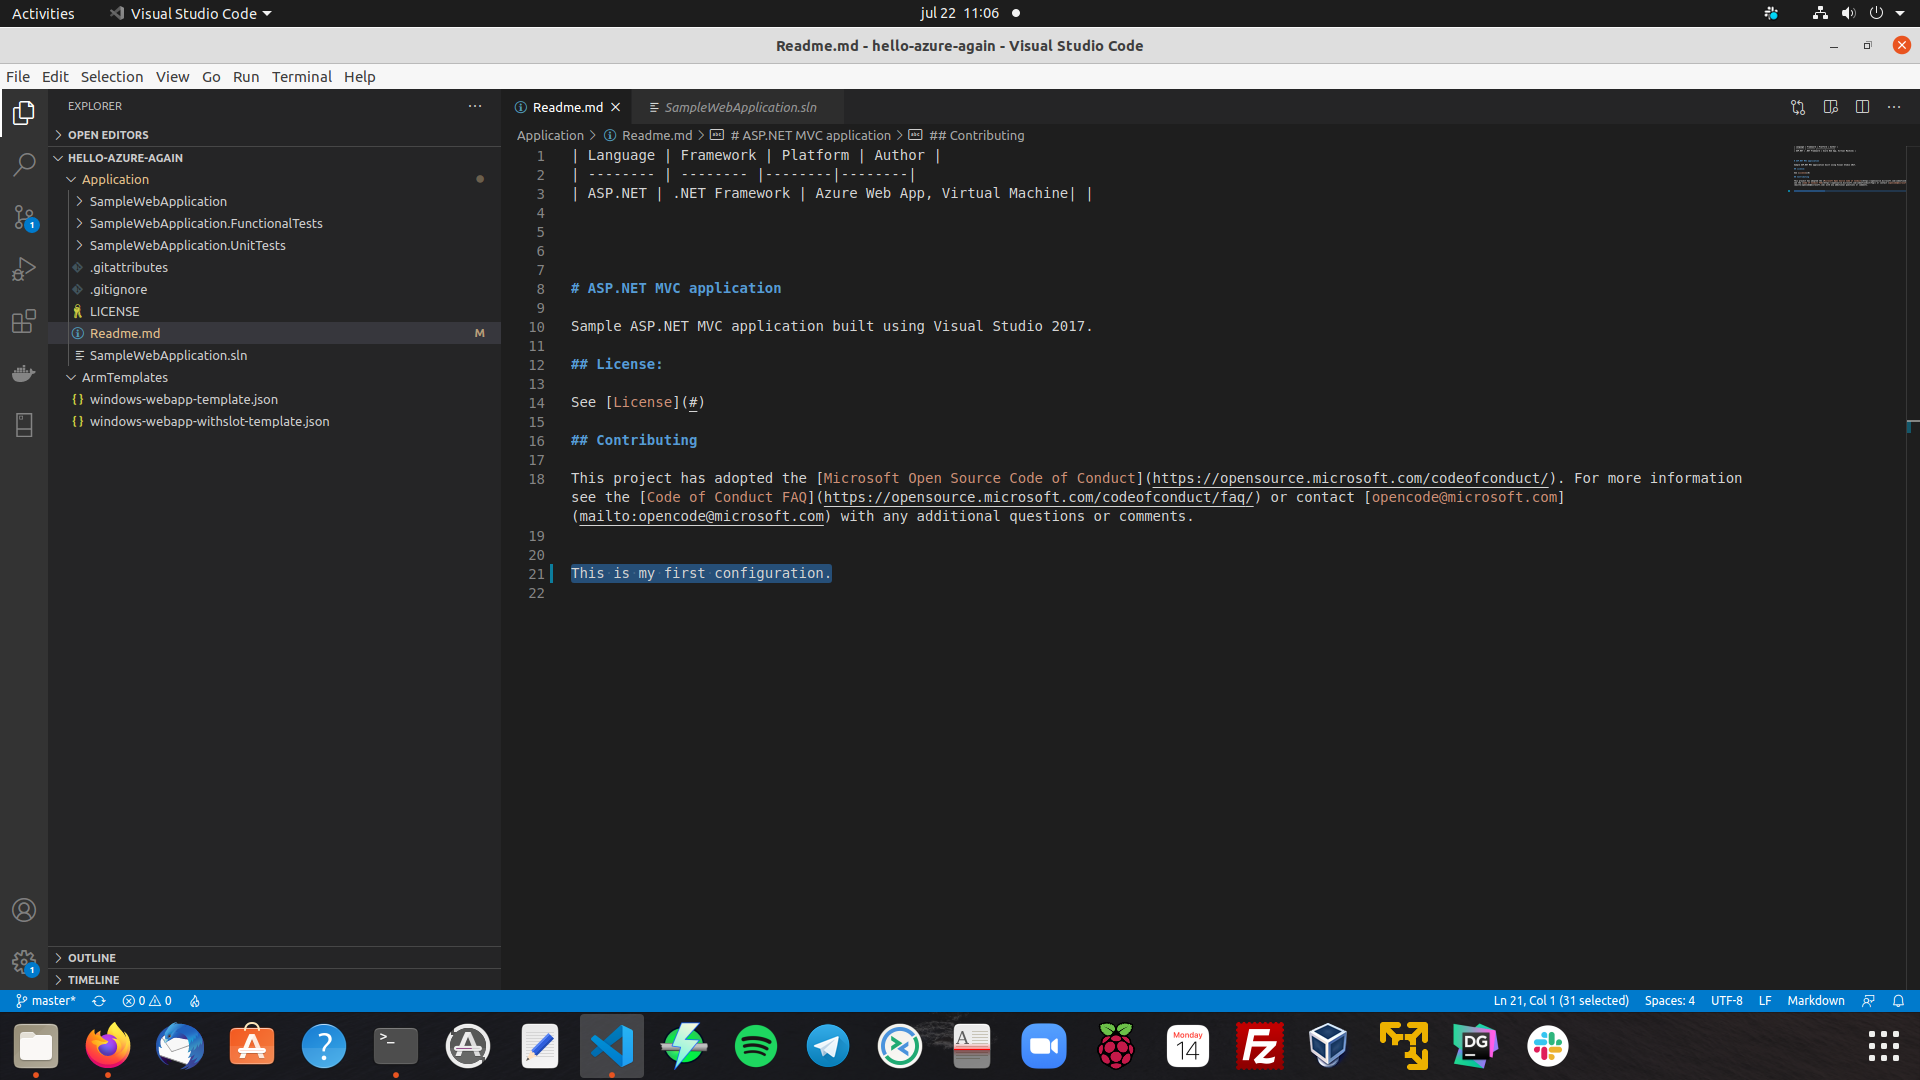 Activities
Visual Studio Code
jul 22 11:06
Readme.md - hello-azure-again - Visual Studio Code
File Edit Selection View Go Run Terminal Help
EXPLORER
OPEN EDITORS
HELLO-AZURE-AGAIN
Application
SampleWebApplication
SampleWebApplication.FunctionalTests
SampleWebApplication.UnitTests
.gitattributes
.gitignore
LICENSE
Readme.md M
SampleWebApplication.sln
ArmTemplates
windows-webapp-template.json
windows-webapp-withslot-template.json
OUTLINE
TIMELINE
1
1
Readme.md
SampleWebApplication.sln
Application > Readme.md > # ASP.NET MVC application > ## Contributing
1 | Language | Framework | Platform | Author |
2 | -------- | -------- |--------|--------|
3 | ASP.NET | .NET Framework | Azure Web App, Virtual Machine| |
4
5
6
7
8 # ASP.NET MVC application
9
10 Sample ASP.NET MVC application built using Visual Studio 2017.
11
12 ## License:
13
14 See [License](#)
15
16 ## Contributing
17
18 This project has adopted the [Microsoft Open Source Code of Conduct](https://opensource.microsoft.com/codeofconduct/). For more information
see the [Code of Conduct FAQ](https://opensource.microsoft.com/codeofconduct/faq/) or contact [opencode@microsoft.com]
(mailto:opencode@microsoft.com) with any additional questions or comments.
19
20
21 This is my first configuration.
22
master* 0 0
Ln 21, Col 1 (31 selected) Spaces: 4 UTF-8 LF Markdown
Monday
14
DG